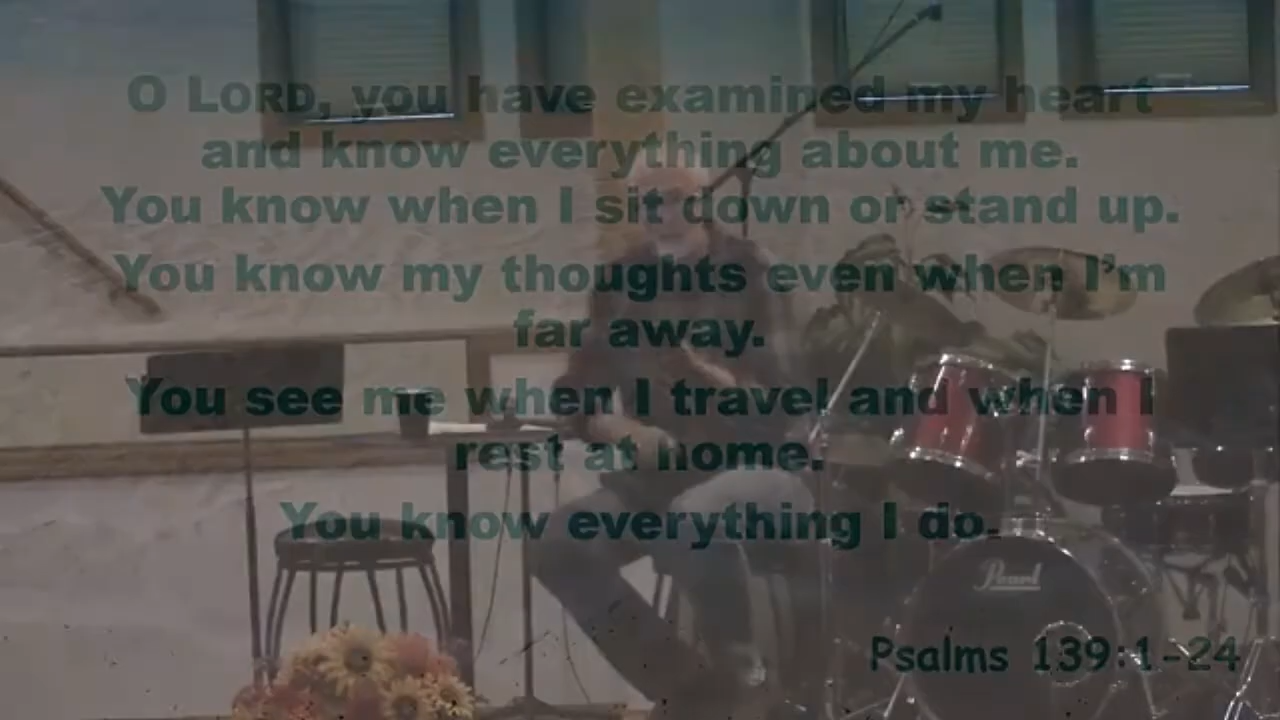 O LORD, you have examined my heart
and know everything about me.
You know when I sit down or stand up.
You know my thoughts even when I'm
far away.
You see me when I travel and when I
rest at home.
You know everything I do.
Pearl
Psalms 139:1-24